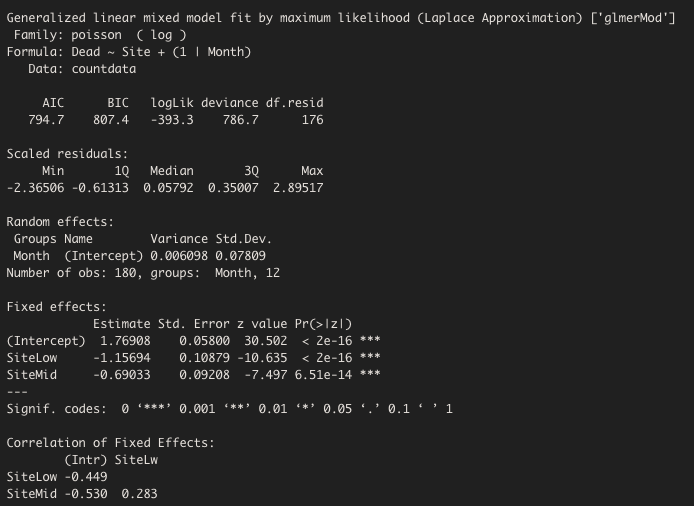 Generalized linear mixed model fit by maximum likelihood (Laplace Approximation) ['glmerMod']
 Family: poisson  ( log )
Formula: Dead ~ Site + (1 | Month)
   Data: countdata

     AIC      BIC   logLik deviance df.resid
   794.7    807.4   -393.3    786.7      176

Scaled residuals:
     Min       1Q   Median       3Q      Max
-2.36506 -0.61313  0.05792  0.35007  2.89517

Random effects:
 Groups Name        Variance Std.Dev.
 Month  (Intercept) 0.006098 0.07809
Number of obs: 180, groups:  Month, 12

Fixed effects:
            Estimate Std. Error z value Pr(>|z|)
(Intercept)  1.76908    0.05800  30.502  < 2e-16 ***
SiteLow     -1.15694    0.10879 -10.635  < 2e-16 ***
SiteMid     -0.69033    0.09208  -7.497 6.51e-14 ***
---
Signif. codes:  0 ‘***’ 0.001 ‘**’ 0.01 ‘*’ 0.05 ‘.’ 0.1 ‘ ’ 1

Correlation of Fixed Effects:
        (Intr) SiteLw
SiteLow -0.449
SiteMid -0.530  0.283